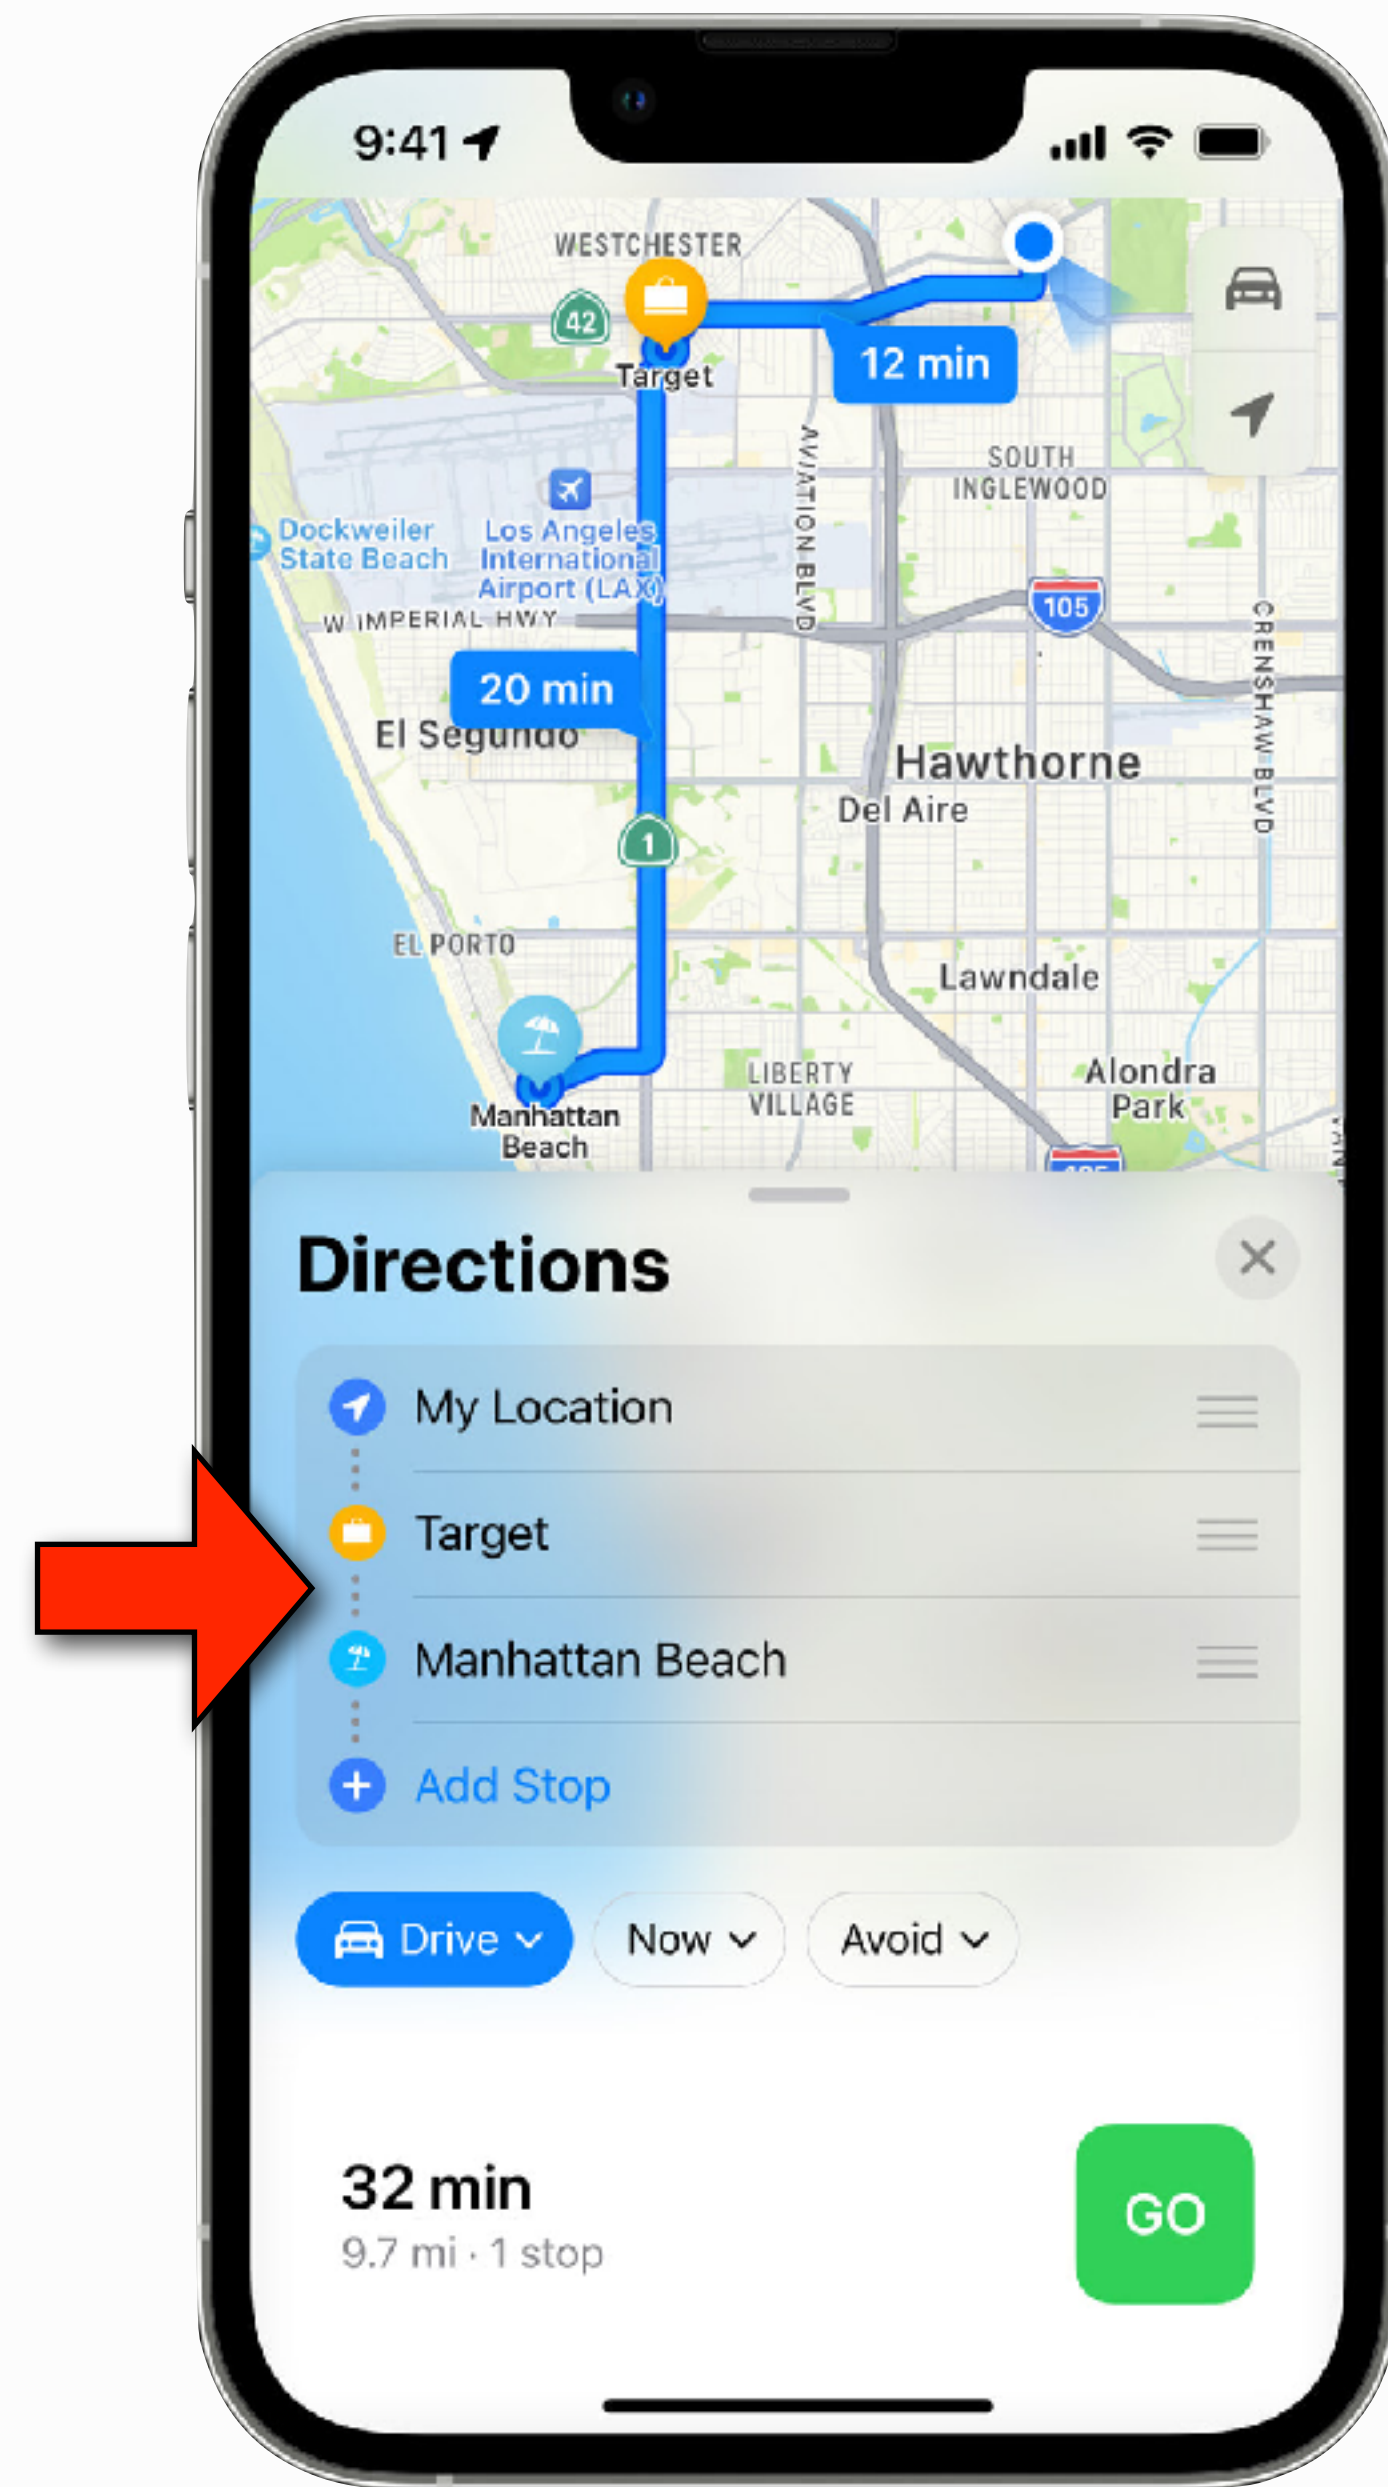 9:41
WESTCHESTER
42
Target
12 min
SOUTH
INGLEWOOD
AVIATION BLVD
Dockweiler
State Beach
Los Angeles
International
Airport (LAX)
W IMPERIAL HWY
105
CRENSHAW BLVD
20 min
El Segundo
Hawthorne
Del Aire
1
EL PORTO
Lawndale
LIBERTY
VILLAGE
Alondra
Park
Manhattan
Beach
405
Directions
My Location
Target
Manhattan Beach
Add Stop
Drive
Now
Avoid
32 min
9.7 mi · 1 stop
GO